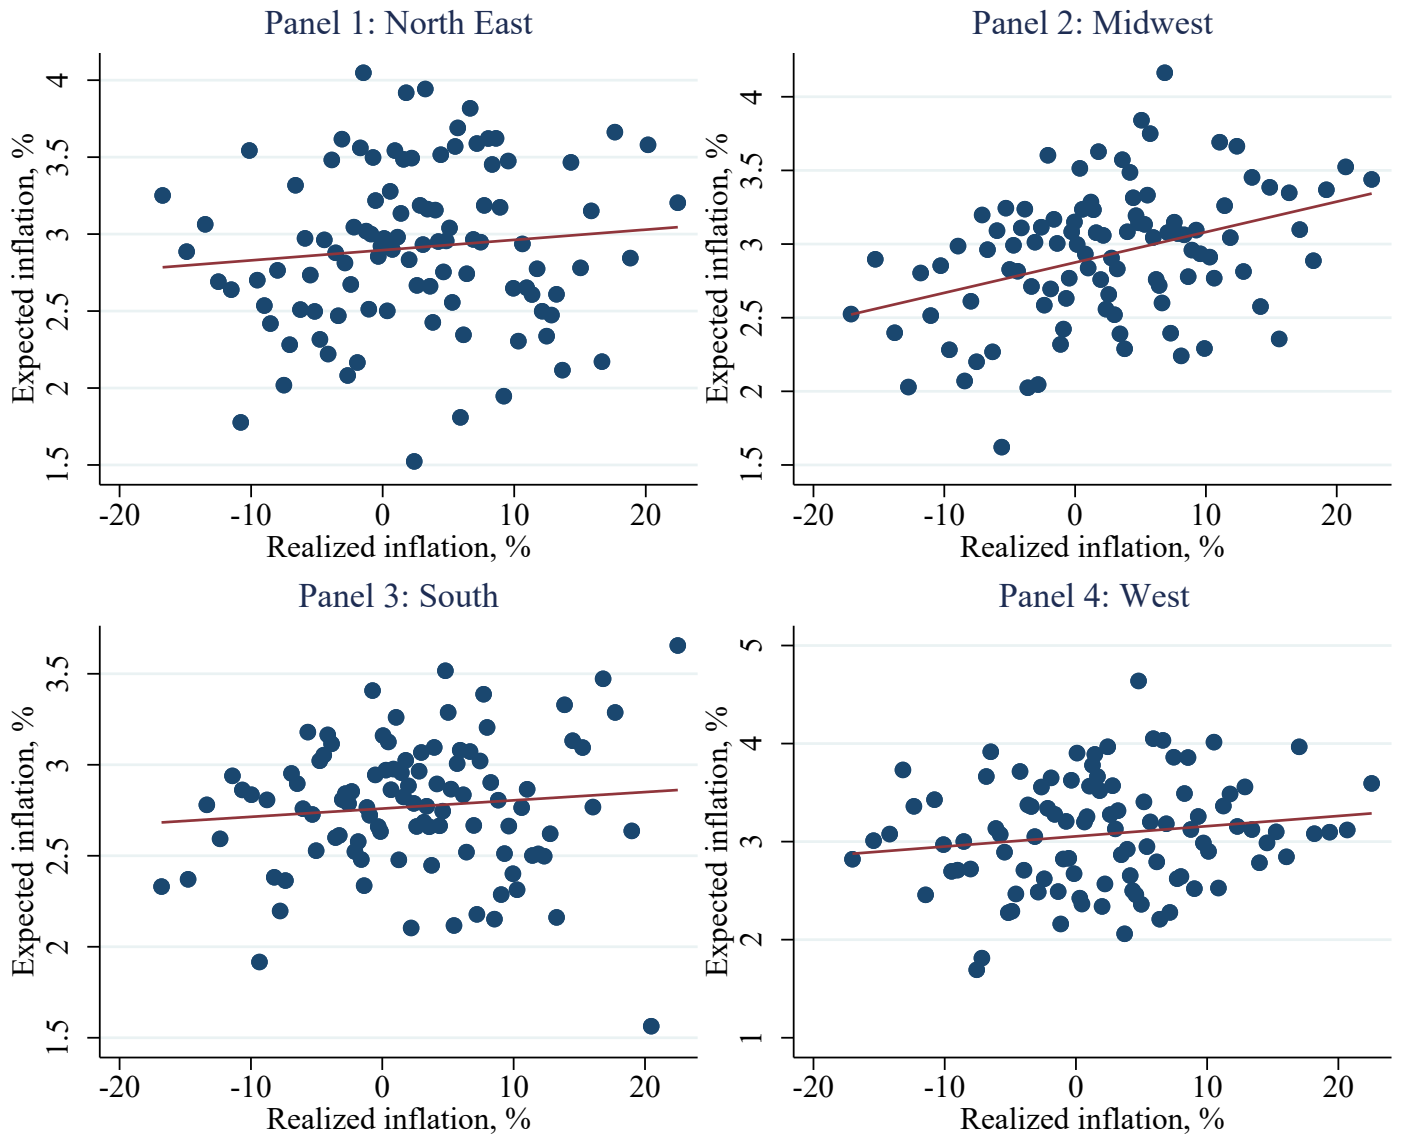 Panel 1: North East
Expected inflation, %
4
3.5
3
2.5
2
1.5
-20 -10 0 10 20
Realized inflation, %
Panel 2: Midwest
Expected inflation, %
4
3.5
3
2.5
2
1.5
-20 -10 0 10 20
Realized inflation, %
Panel 3: South
Expected inflation, %
3.5
3
2.5
2
1.5
-20 -10 0 10 20
Realized inflation, %
Panel 4: West
Expected inflation, %
5
4
3
2
1
-20 -10 0 10 20
Realized inflation, %